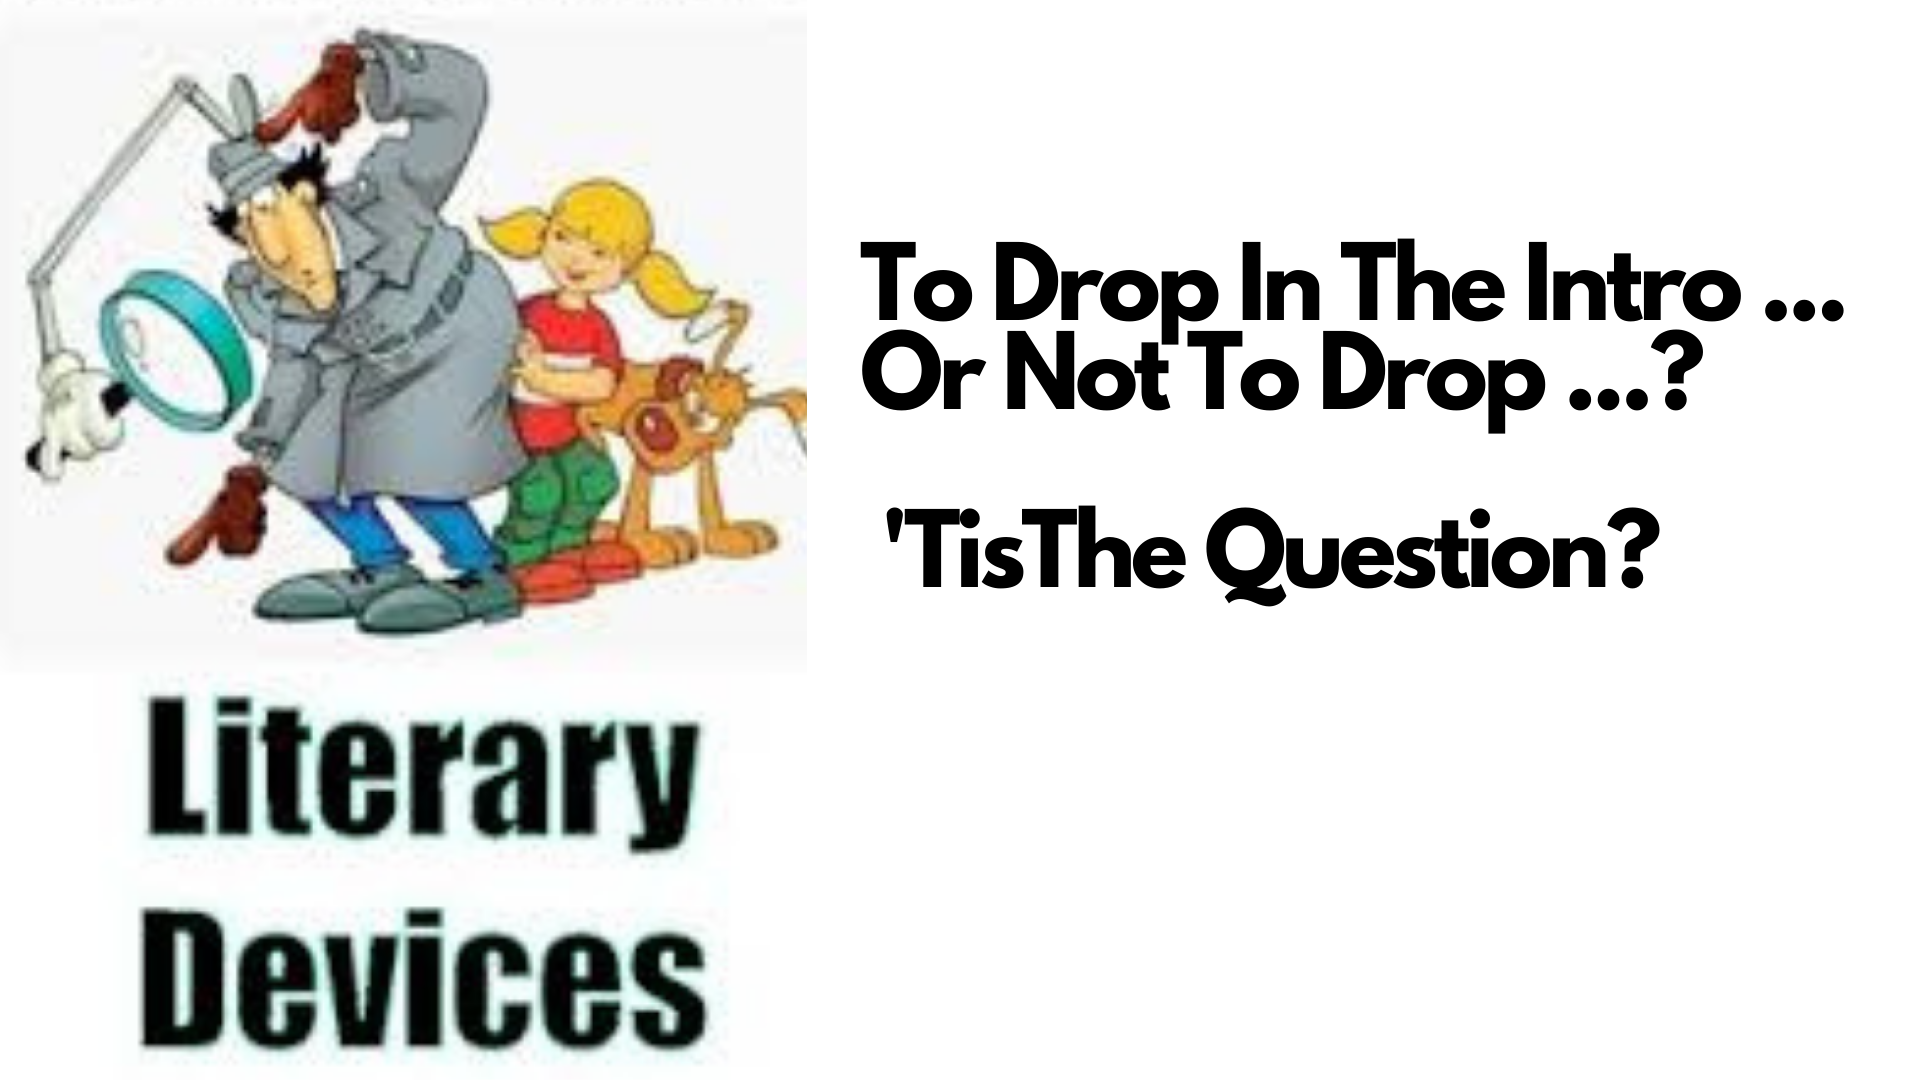 To Drop In The Intro ...
Or Not To Drop ...?
'TisThe Question?
Literary
Devices